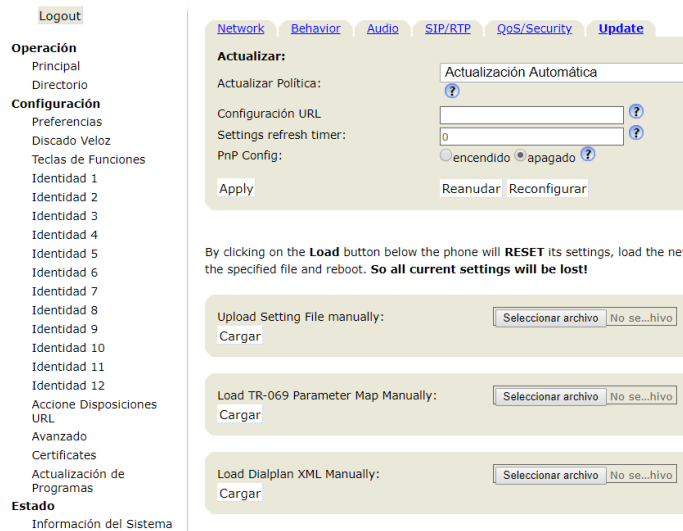 Logout
Operación
Principal
Directorio
Configuración
Preferencias
Discado Veloz
Teclas de Funciones
Identidad 1
Identidad 2
Identidad 3
Identidad 4
Identidad 5
Identidad 6
Identidad 7
Identidad 8
Identidad 9
Identidad 10
Identidad 11
Identidad 12
Accione Disposiciones
URL
Avanzado
Certificates
Actualización de
Programas
Estado
Información del Sistema
Network Behavior Audio SIP/RTP QoS/Security Update
Actualizar:
Actualizar Política: Actualización Automática
?
Configuración URL ?
Settings refresh timer: 0 ?
PnP Config: encendido apagado ?
Apply Reanudar Reconfigurar
By clicking on the Load button below the phone will RESET its settings, load the
the specified file and reboot. So all current settings will be lost!
Upload Setting File manually: Seleccionar archivo No se...hivo
Cargar
Load TR-069 Parameter Map Manually: Seleccionar archivo No se...hivo
Cargar
Load Dialplan XML Manually: Seleccionar archivo No se...hivo
Cargar